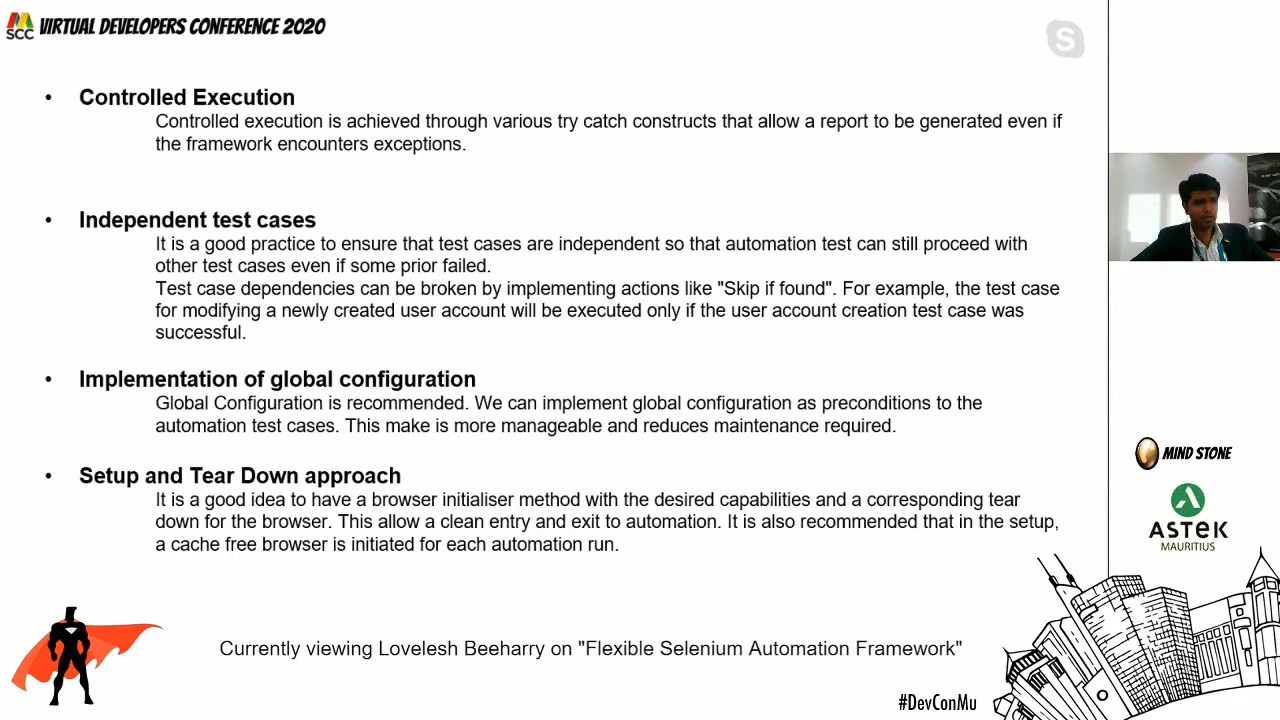 SCC VIRTUAL DEVELOPERS CONFERENCE 2020
S
• Controlled Execution
Controlled execution is achieved through various try catch constructs that allow a report to be generated even if
the framework encounters exceptions.
• Independent test cases
It is a good practice to ensure that test cases are independent so that automation test can still proceed with
other test cases even if some prior failed.
Test case dependencies can be broken by implementing actions like "Skip if found". For example, the test case
for modifying a newly created user account will be executed only if the user account creation test case was
successful.
• Implementation of global configuration
Global Configuration is recommended. We can implement global configuration as preconditions to the
automation test cases. This make is more manageable and reduces maintenance required.
• Setup and Tear Down approach
It is a good idea to have a browser initialiser method with the desired capabilities and a corresponding tear
down for the browser. This allow a clean entry and exit to automation. It is also recommended that in the setup,
a cache free browser is initiated for each automation run.
MIND STONE
ASTEK
MAURITIUS
Currently viewing Lovelesh Beeharry on "Flexible Selenium Automation Framework"
#DevConMu